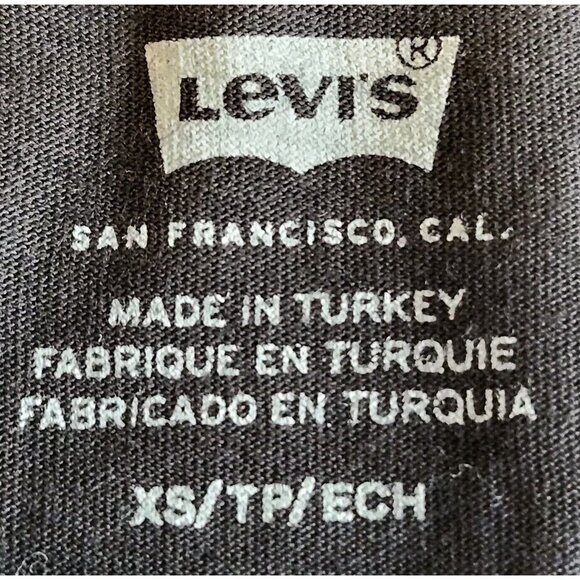 Levi's®
SAN FRANCISCO, CAL.
MADE IN TURKEY
FABRIQUE EN TURQUIE
FABRICADO EN TURQUIA
XS/TP/ECH